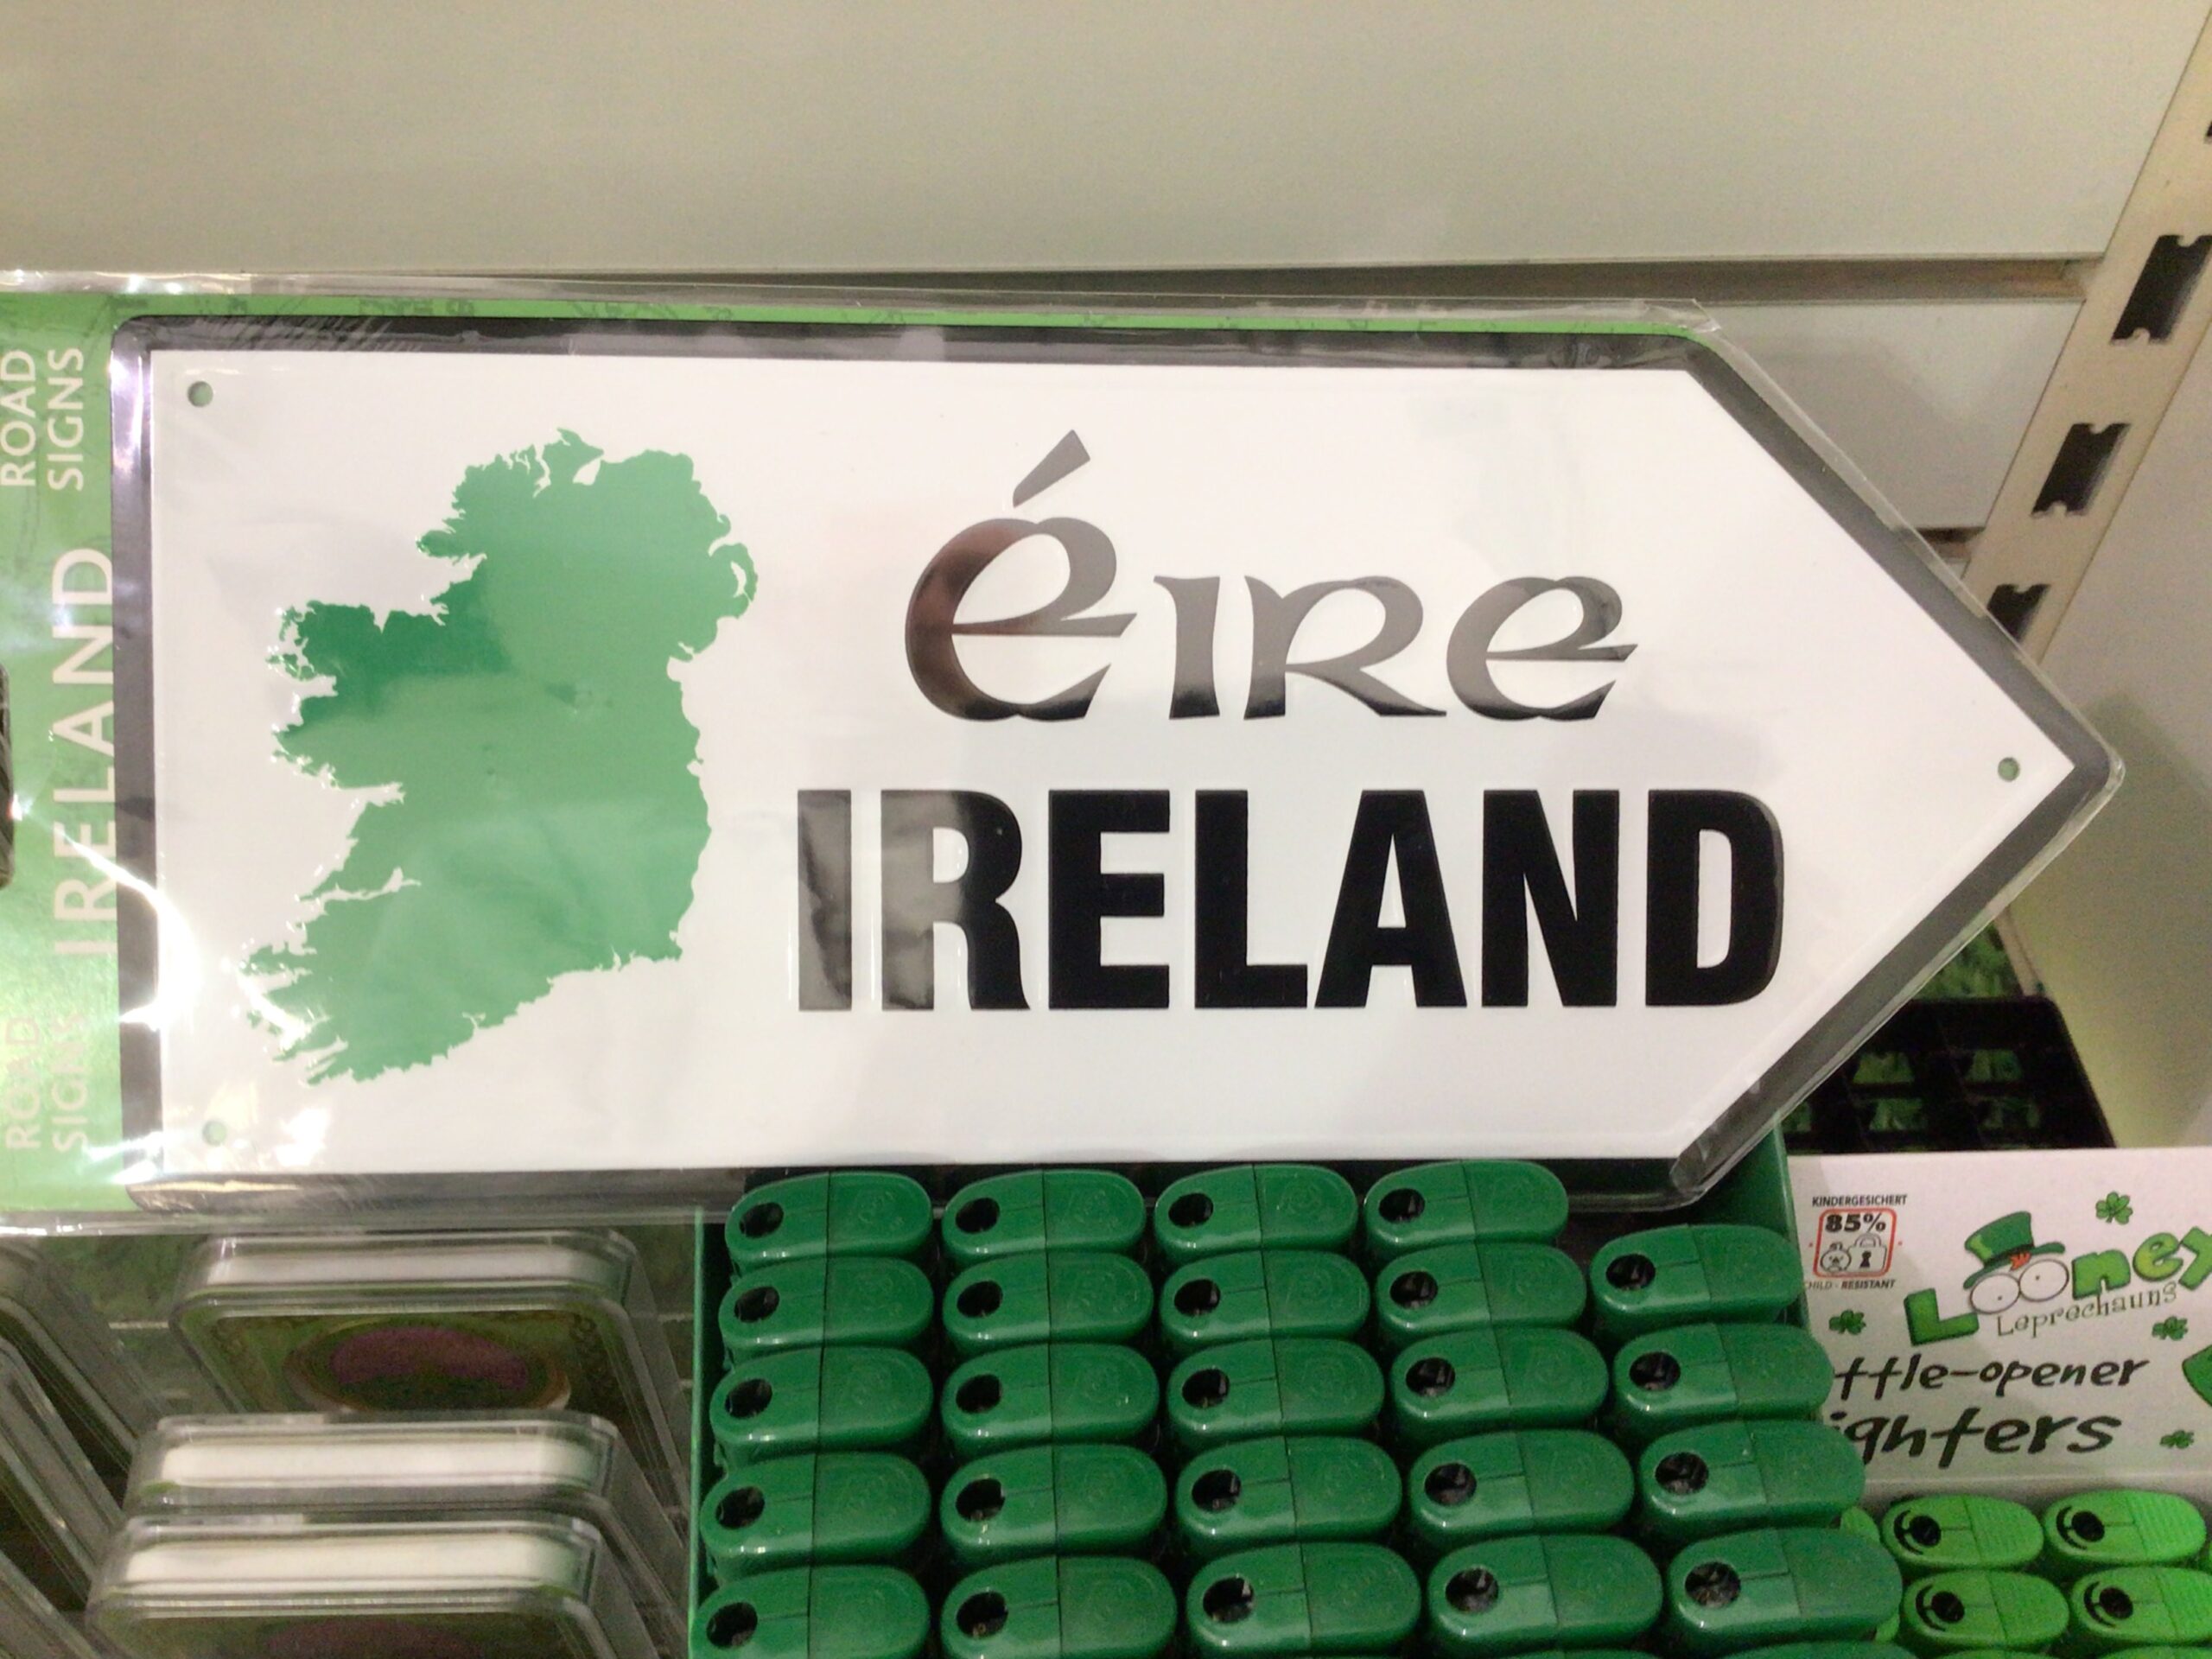 ROAD
SIGNS
IRELAND
ROAD
SIGNS
éire
IRELAND
KINDERGESICHERT
85%
CHILD - RESISTANT
Looney
Leprechauns
ttle-opener
ighters